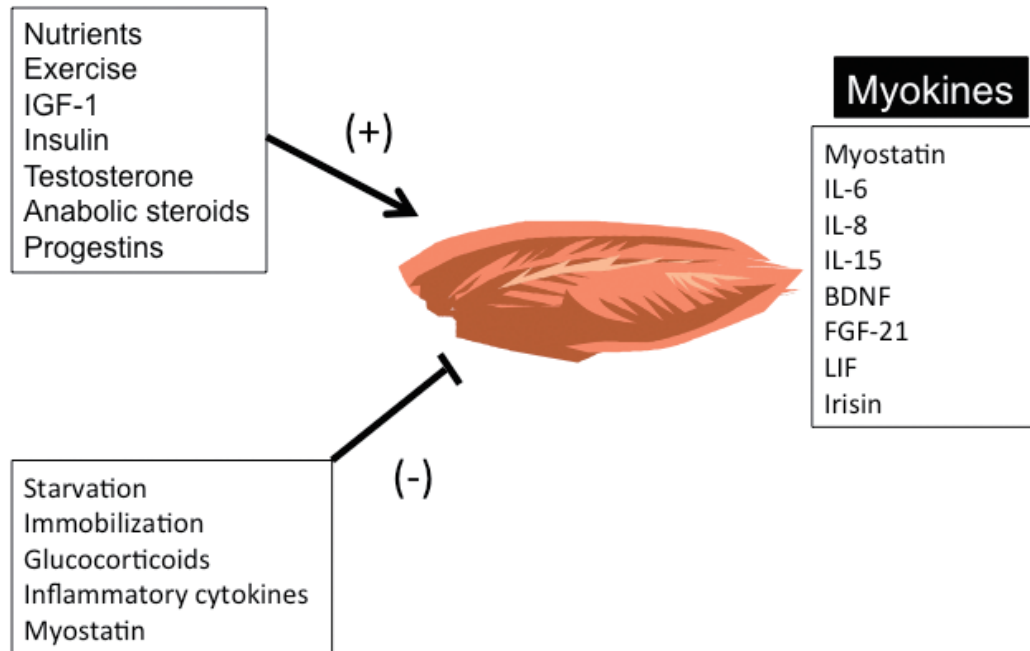 Nutrients
Exercise
IGF-1
Insulin
Testosterone
Anabolic steroids
Progestins
(+)
Myokines
Myostatin
IL-6
IL-8
IL-15
BDNF
FGF-21
LIF
Irisin
(-)
Starvation
Immobilization
Glucocorticoids
Inflammatory cytokines
Myostatin